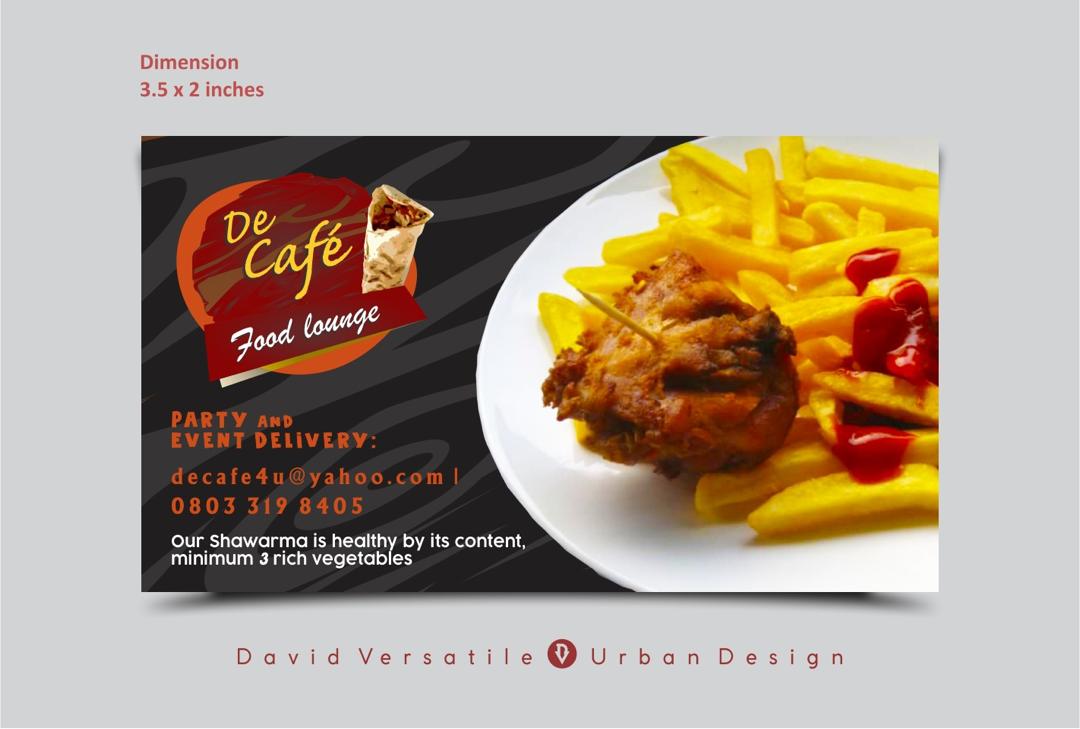 Dimension
3.5 x 2 inches
De
Café
Food lounge
PARTY AND
EVENT DELIVERY:
decafe4u@yahoo.com |
0803 319 8405
Our Shawarma is healthy by its content,
minimum 3 rich vegetables
David Versatile D Urban Design